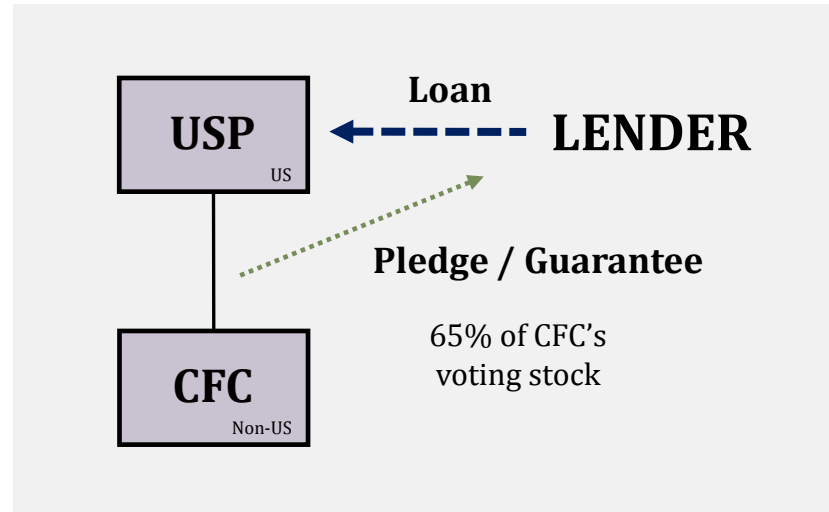 Loan
USP
US
LENDER
Pledge / Guarantee
65% of CFC’s
voting stock
CFC
Non-US